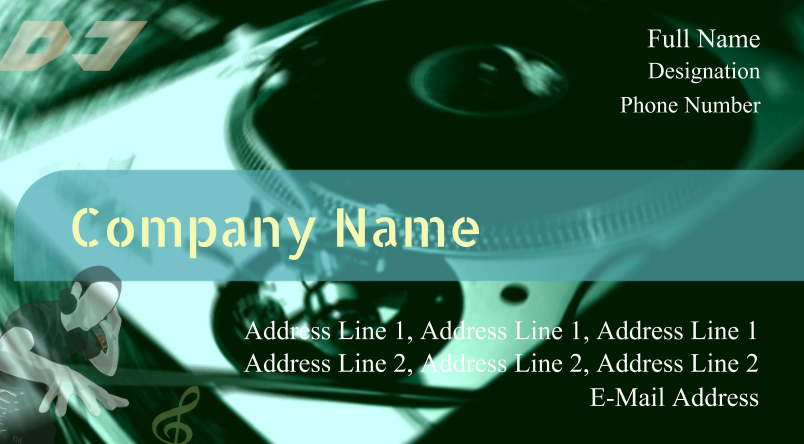 DJ
Full Name
Designation
Phone Number
Company Name
Address Line 1, Address Line 1, Address Line 1
Address Line 2, Address Line 2, Address Line 2
E-Mail Address